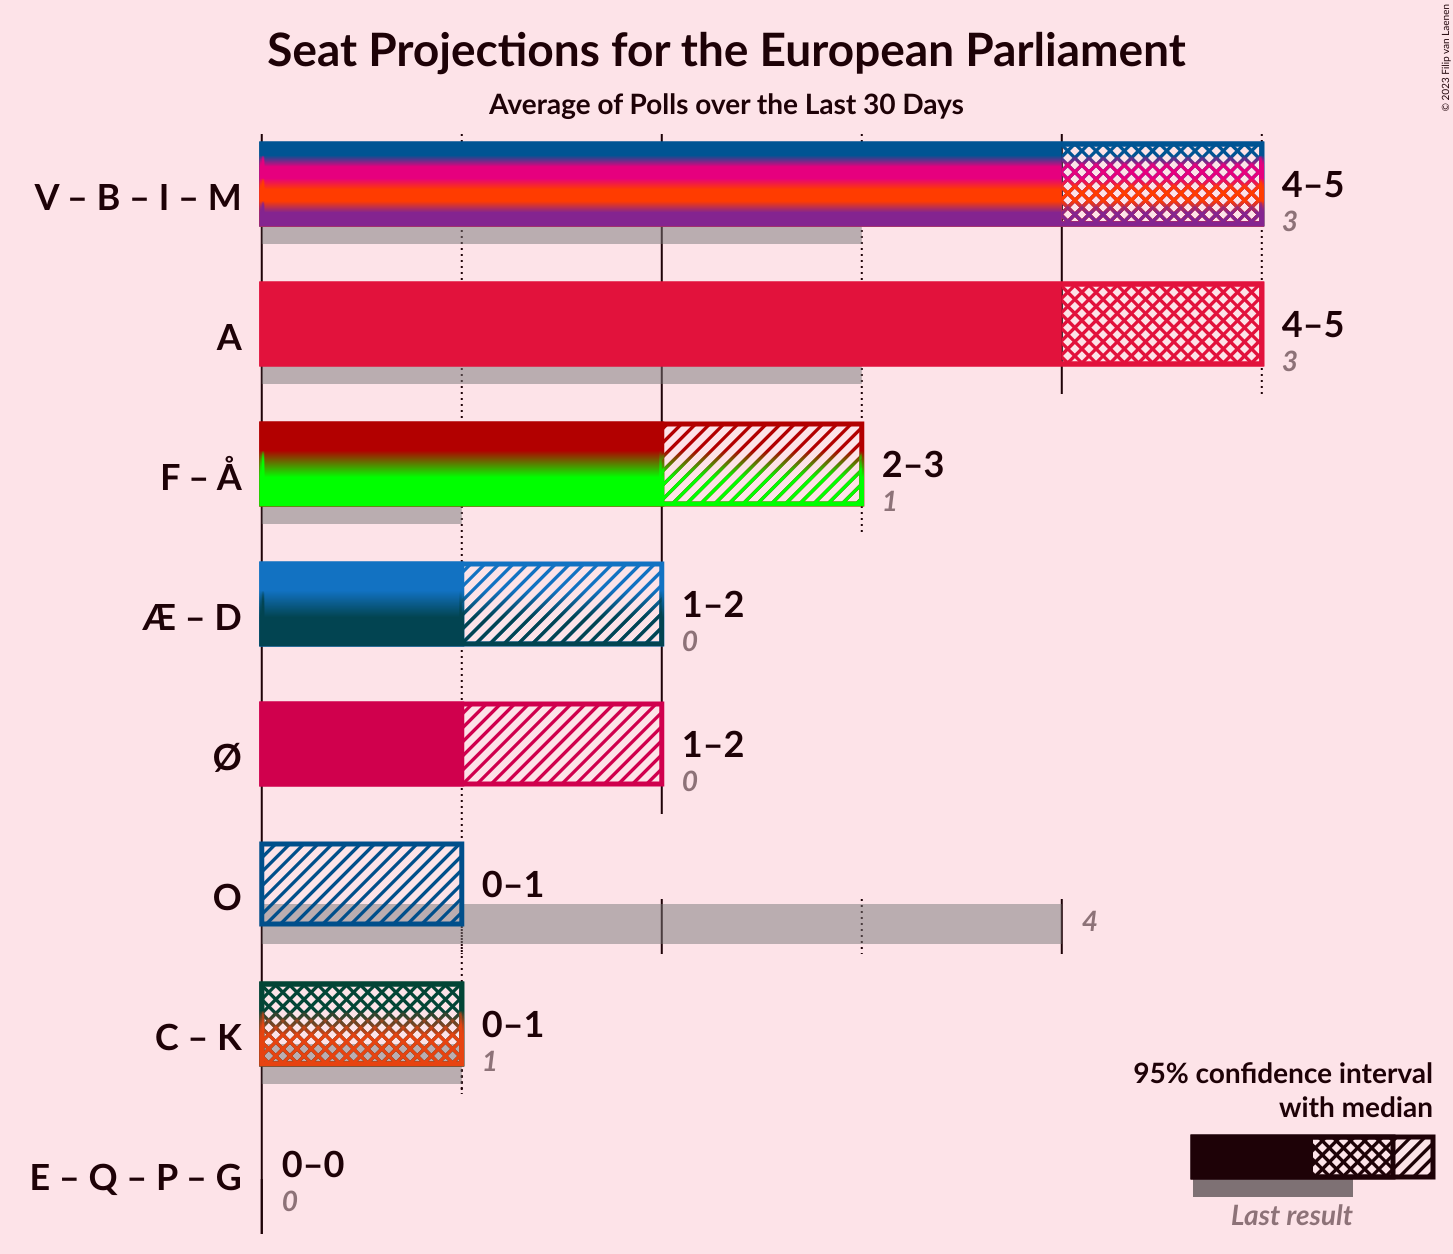 Seat Projections for the European Parliament
Average of Polls over the Last 30 Days
© 2023 Filip van Laenen
V – B – I – M
4–5
3
A
4–5
3
F – Å
2–3
1
Æ – D
1–2
0
Ø
1–2
0
O
0–1
4
C – K
0–1
1
E – Q – P – G
0–0
0
95% confidence interval
with median
Last result